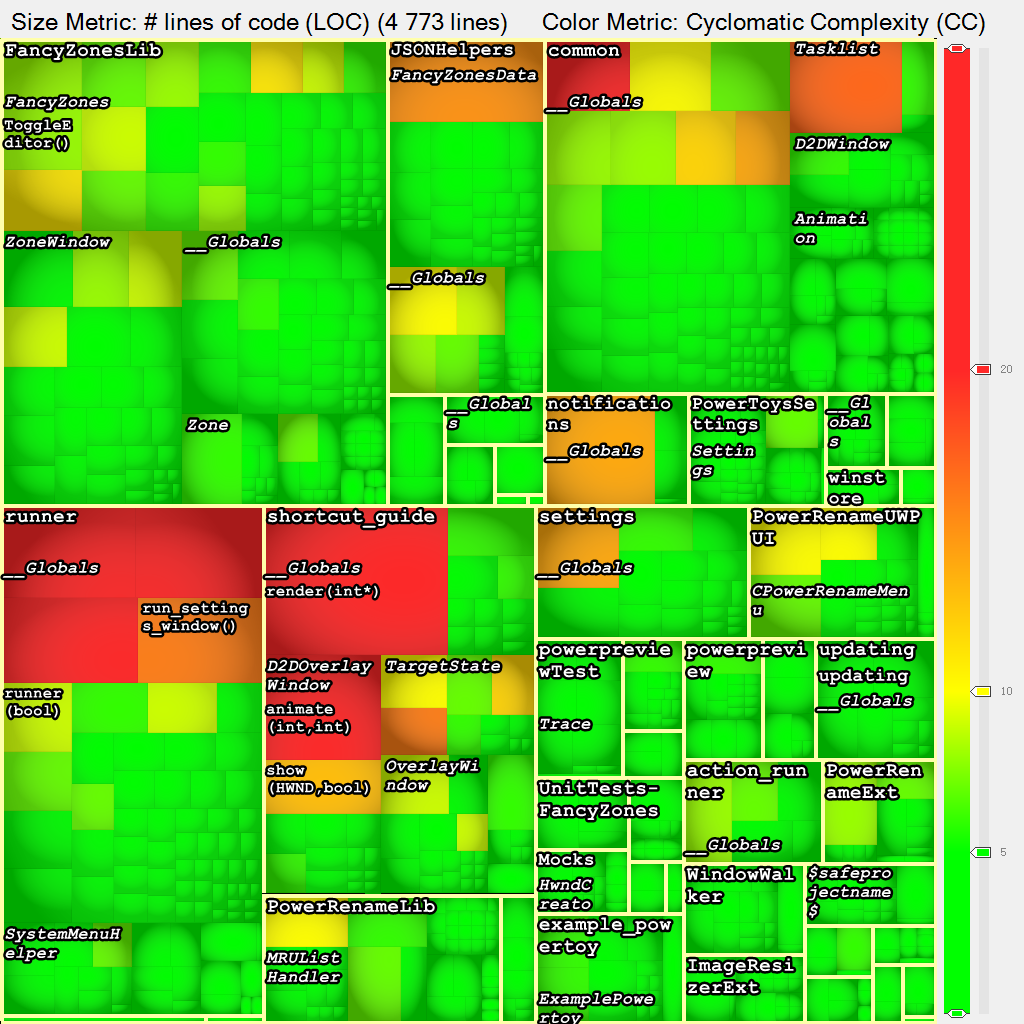 Size Metric: # lines of code (LOC) (4 773 lines) Color Metric: Cyclomatic Complexity (CC)
FancyZonesLib
FancyZones
ToggleE
ditor()
ZoneWindow
__Globals
Zone
JSONHelpers
FancyZonesData
__Globals
__Global
s
common
__Globals
Tasklist
D2DWindow
Animati
on
notificatio
ns
__Globals
PowerToysSe
ttings
Settin
gs
__Gl
obal
s
winst
ore
20
10
5
runner
__Globals
run_setting
s_window()
runner
(bool)
SystemMenuH
elper
shortcut_guide
__Globals
render(int*)
D2DOverlay
Window
animate
(int,int)
show
(HWND,bool)
TargetState
OverlayWi
ndow
PowerRenameLib
MRUList
Handler
settings
__Globals
PowerRenameUWP
UI
CPowerRenameMen
u
powerprevie
wTest
Trace
powerprevi
ew
updating
updating
__Globals
UnitTests-
FancyZones
action_run
ner
__Globals
PowerRen
ameExt
Mocks
HwndC
reato
WindowWal
ker
$safepro
jectname
$
example_pow
ertoy
ExamplePowe
rtoy
ImageResi
zerExt